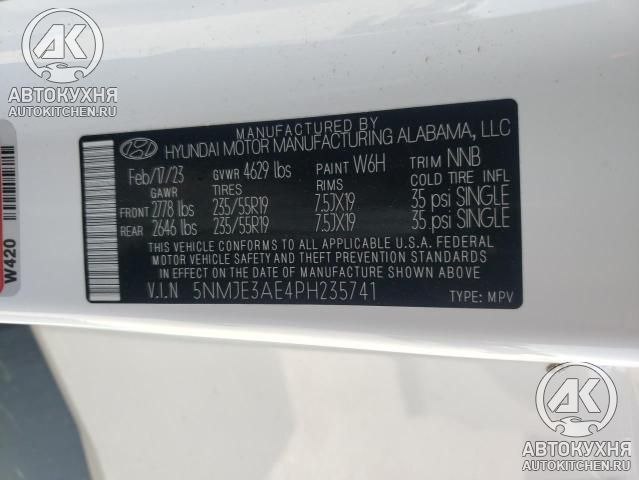 АВТОКУХНЯ
AUTOKITCHEN.RU
W420
MANUFACTURED BY
HYUNDAI MOTOR MANUFACTURING ALABAMA, LLC
Feb/17/23 GVWR 4629 lbs PAINT W6H TRIM NNB
GAWR TIRES RIMS COLD TIRE INFL
FRONT 2778 lbs 235/55R19 7.5JX19 35 psi SINGLE
REAR 2646 lbs 235/55R19 7.5JX19 35 psi SINGLE
THIS VEHICLE CONFORMS TO ALL APPLICABLE U.S.A. FEDERAL
MOTOR VEHICLE SAFETY AND THEFT PREVENTION STANDARDS
IN EFFECT ON THE DATE OF MANUFACTURE SHOWN ABOVE.
V.I.N 5NMJE3AE4PH235741 TYPE: MPV
АК
АВТОКУХНЯ
AUTOKITCHEN.RU